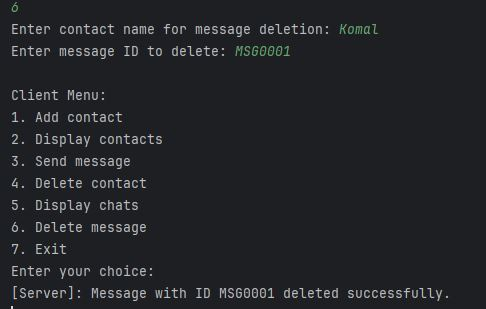 6
Enter contact name for message deletion: Komal
Enter message ID to delete: MSG0001
Client Menu:
1. Add contact
2. Display contacts
3. Send message
4. Delete contact
5. Display chats
6. Delete message
7. Exit
Enter your choice:
[Server]: Message with ID MSG0001 deleted successfully.